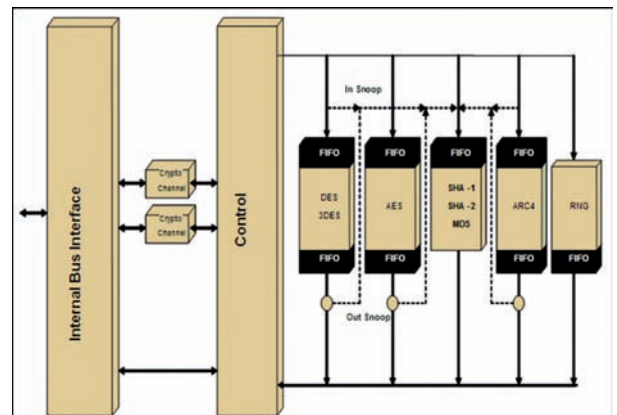 Internal Bus Interface
Crypto
Channel
Crypto
Channel
Control
In Snoop
FIFO
FIFO
FIFO
FIFO
DES
3DES
AES
SHA -1
SHA -2
MD5
ARC4
RNG
FIFO
FIFO
FIFO
Out Snoop